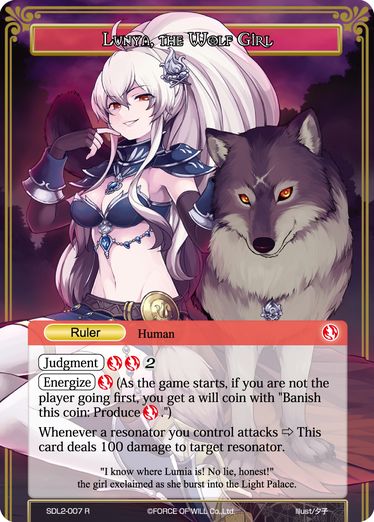 Lunya, the Wolf Girl
Ruler
Human
Judgment 2
Energize (As the game starts, if you are not the
player going first, you get a will coin with "Banish
this coin: Produce .")
Whenever a resonator you control attacks ⇨ This
card deals 100 damage to target resonator.
"I know where Lumia is! No lie, honest!"
the girl exclaimed as she burst into the Light Palace.
SDL2-007 R
©FORCE OF WILL Co.,Ltd.
Illust/夕子